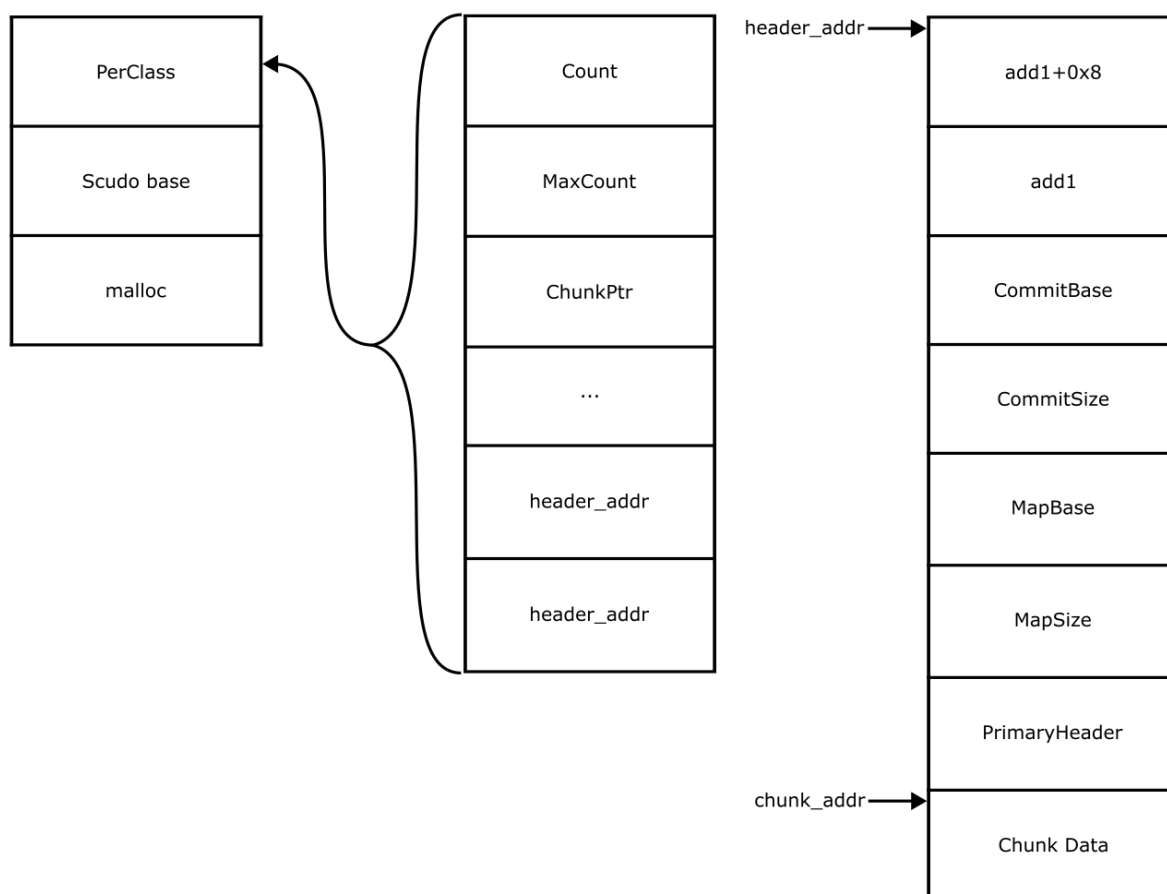 PerClass
Scudo base
malloc
Count
MaxCount
ChunkPtr
...
header_addr
header_addr
header_addr
add1+0x8
add1
CommitBase
CommitSize
MapBase
MapSize
PrimaryHeader
chunk_addr
Chunk Data